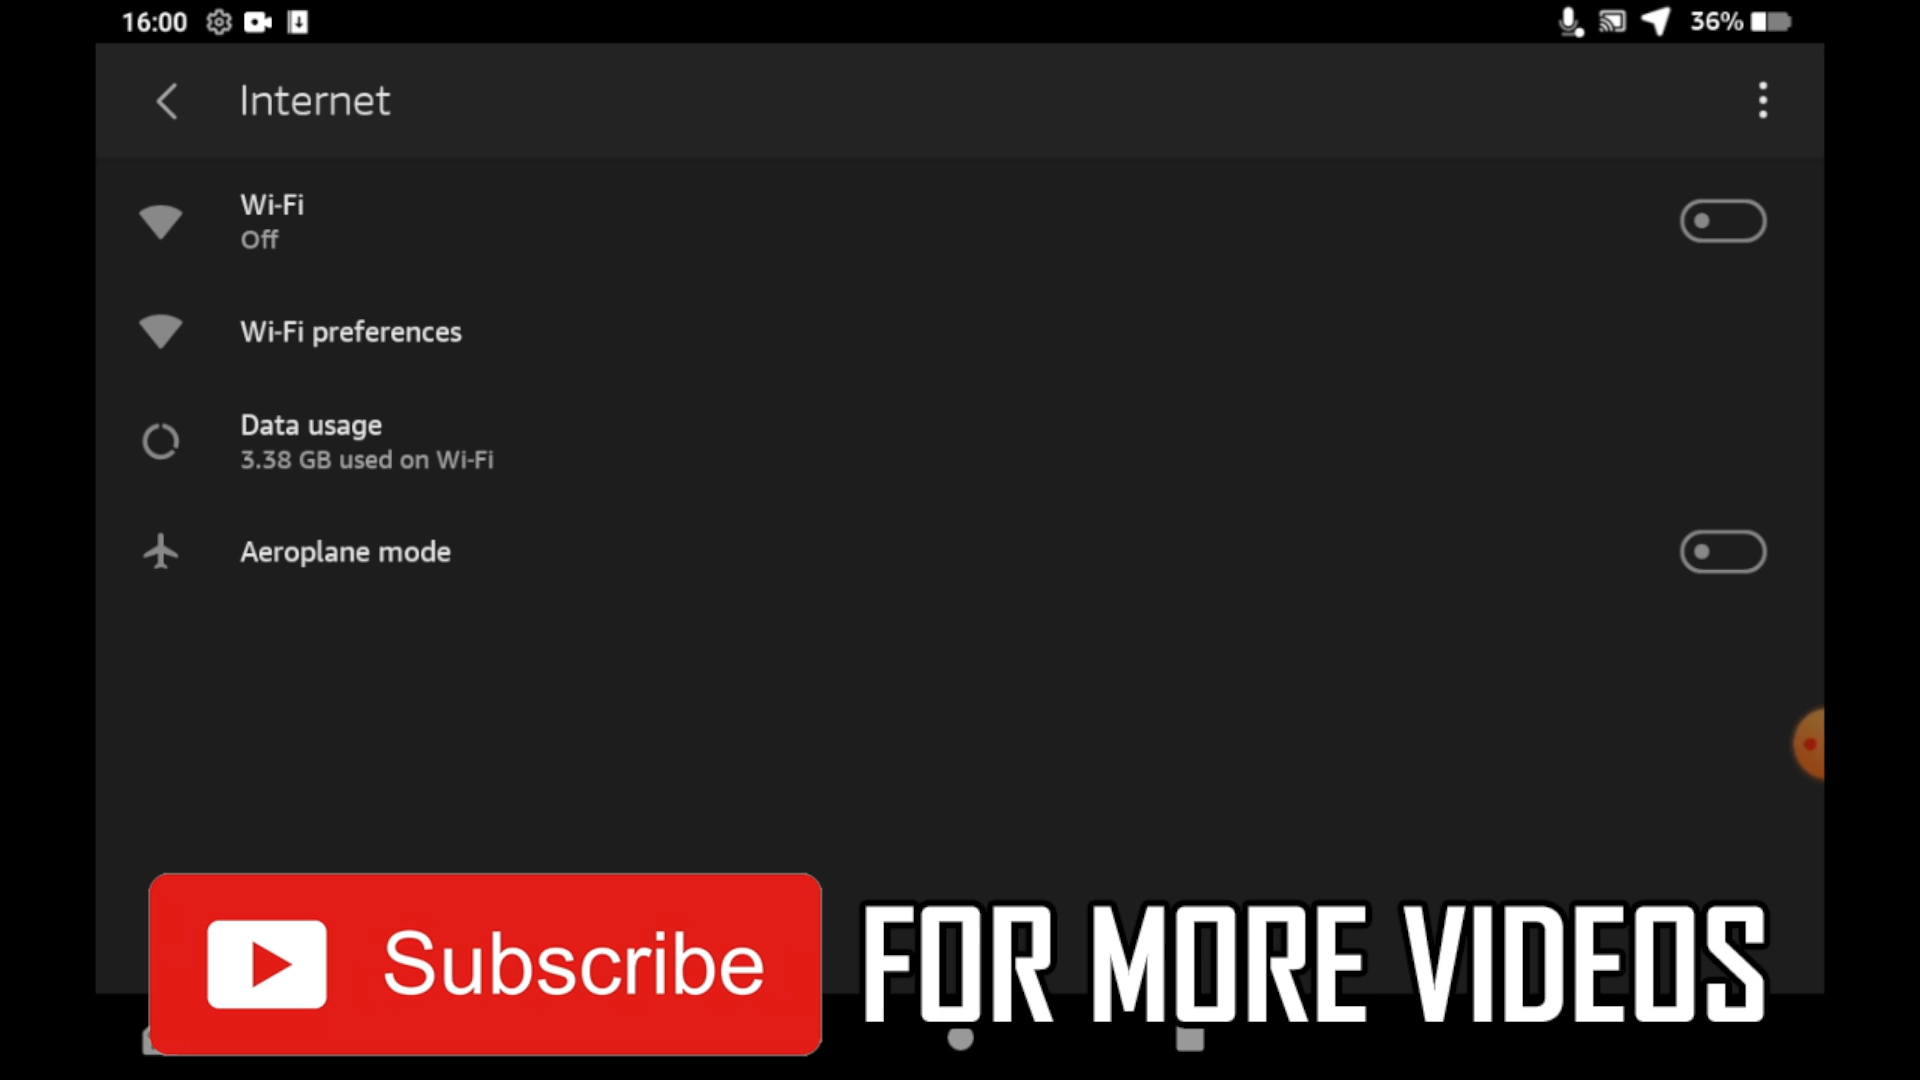 16:00
36%
Internet
Wi-Fi
Off
Wi-Fi preferences
Data usage
3.38 GB used on Wi-Fi
Aeroplane mode
Subscribe
FOR MORE VIDEOS